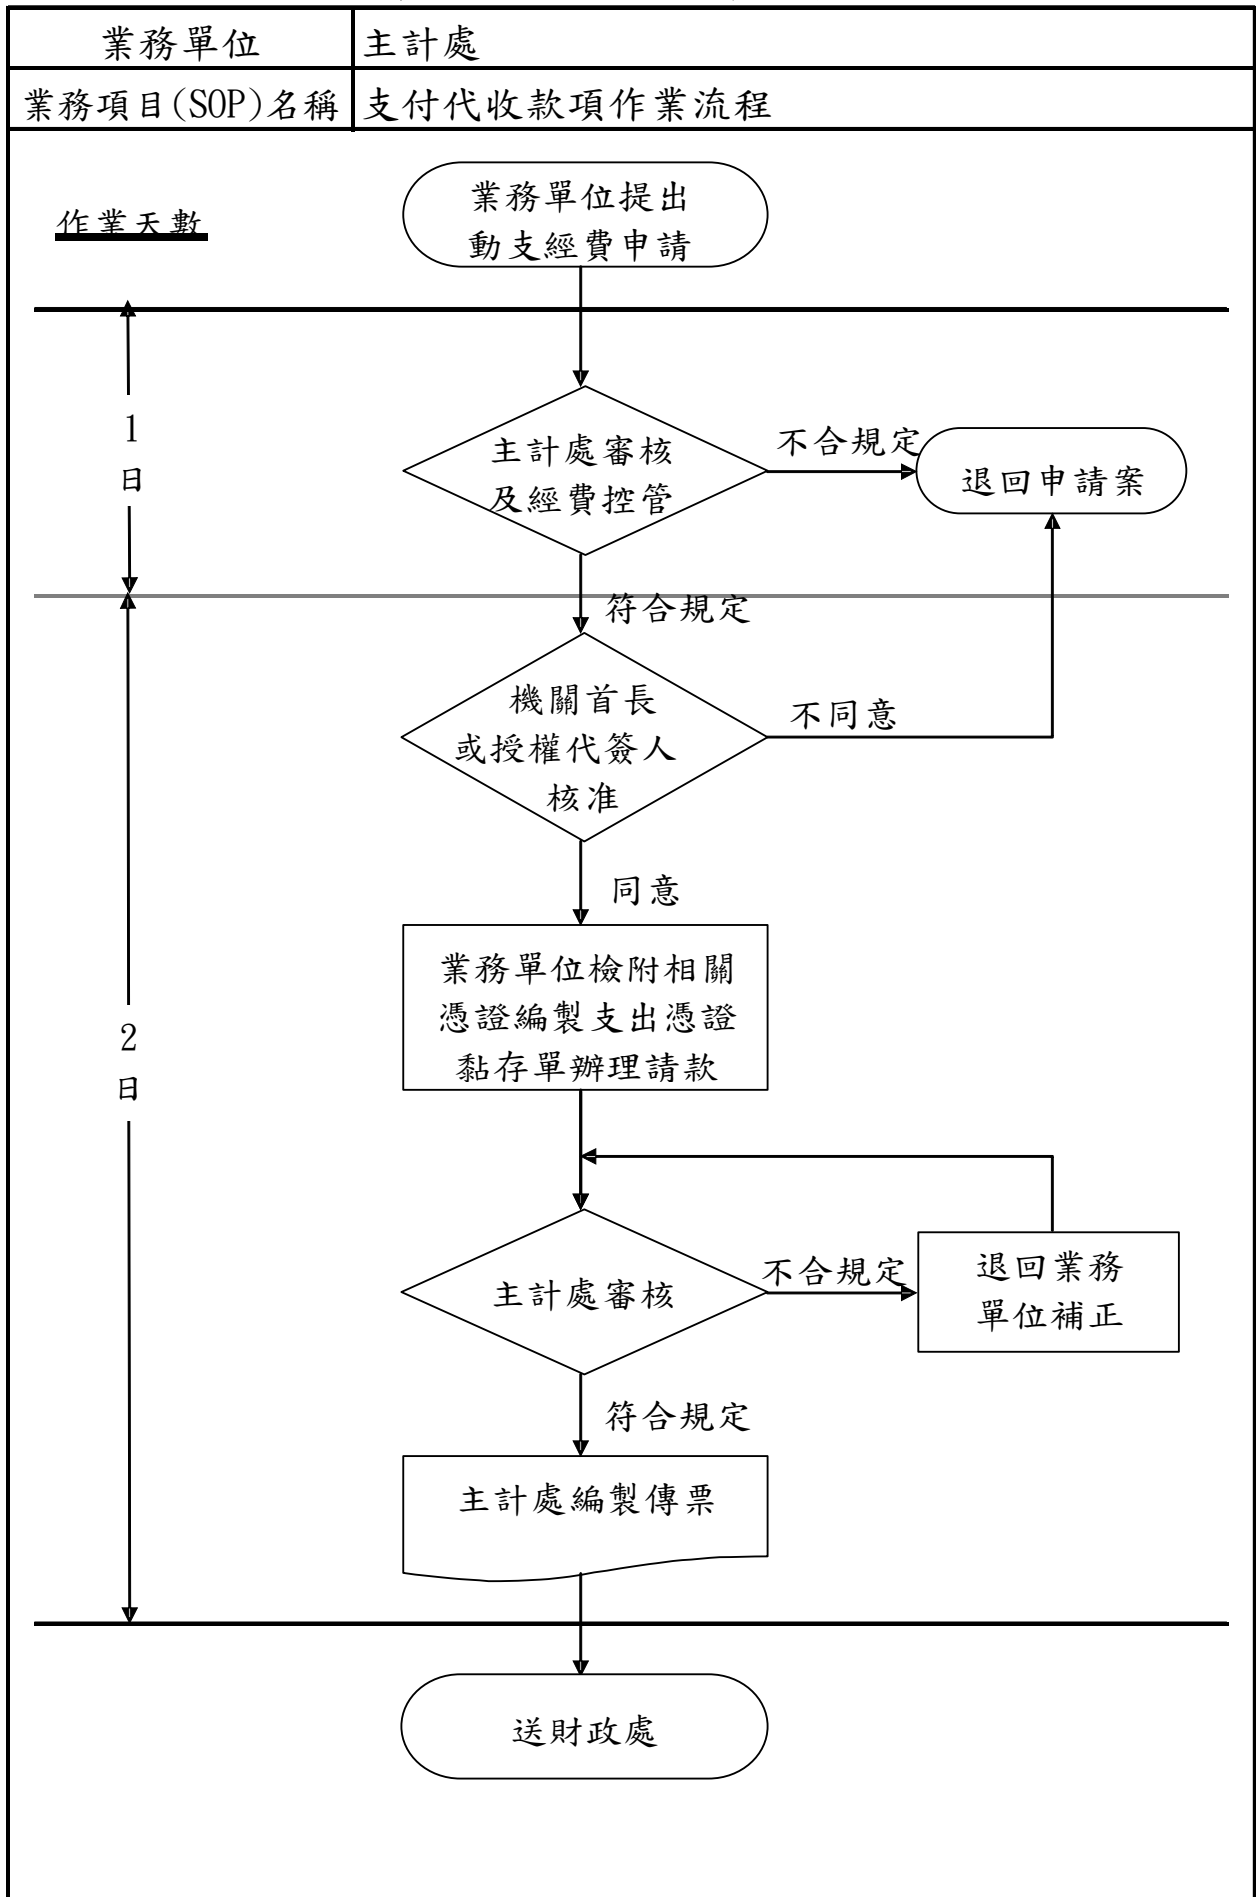 業務單位 主計處
業務項目(SOP)名稱 支付代收款項作業流程
作業天數
業務單位提出
動支經費申請
1
日
主計處審核
及經費控管
不合規定
退回申請案
符合規定
機關首長
或授權代簽人
核准
不同意
同意
業務單位檢附相關
憑證編製支出憑證
黏存單辦理請款
2
日
主計處審核
不合規定
退回業務
單位補正
符合規定
主計處編製傳票
送財政處